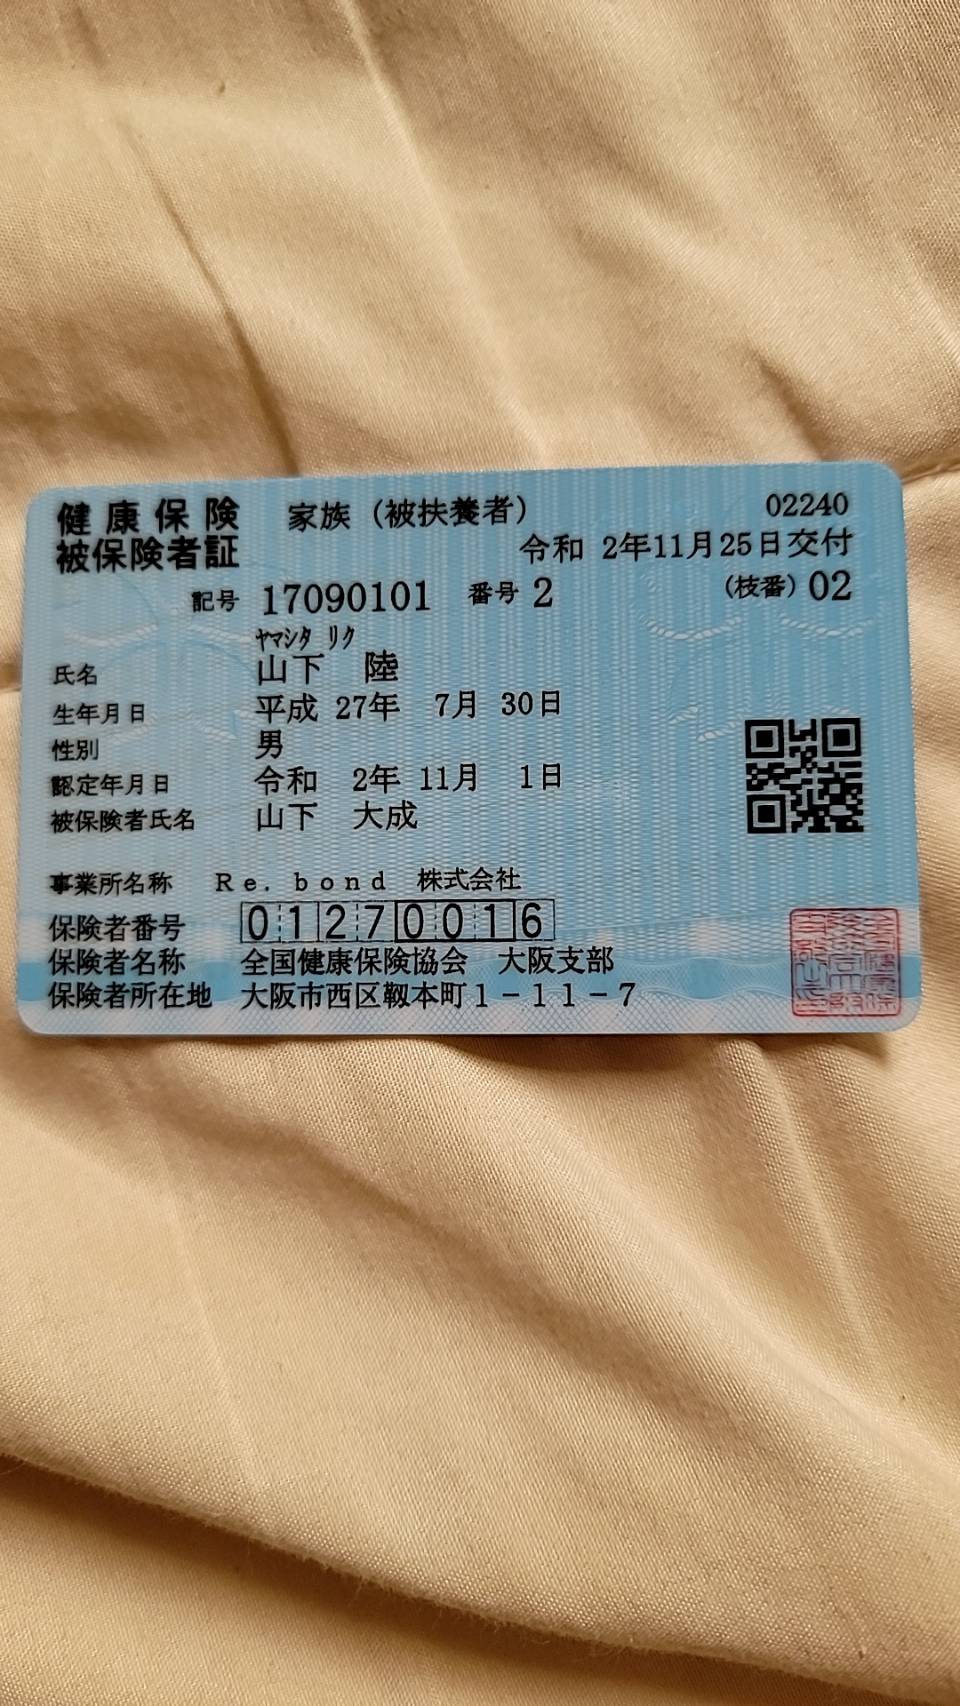 健康保険 家族（被扶養者） 02240
被保険者証 令和 2年11月25日交付
記号 17090101 番号 2 （枝番）02
ﾔﾏｼﾀ ﾘｸ
氏名 山下 陸
生年月日 平成 27年 7月 30日
性別 男
認定年月日 令和 2年 11月 1日
被保険者氏名 山下 大成
事業所名称 Ｒｅ．ｂｏｎｄ 株式会社
保険者番号 01270016
保険者名称 全国健康保険協会 大阪支部
保険者所在地 大阪市西区靱本町１－１１－７